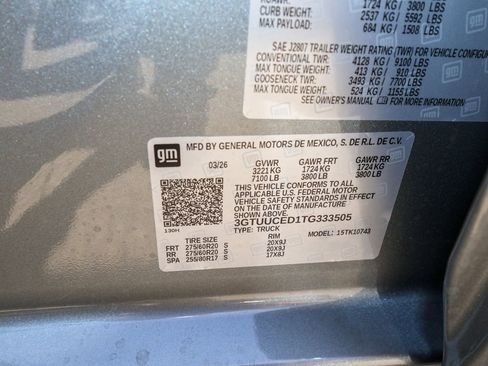 1724 KG / 3800 LBS
CURB WEIGHT: 2537 KG / 5592 LBS
MAX PAYLOAD: 684 KG / 1508 LBS
SAE J2807 TRAILER WEIGHT RATING (TWR) FOR VEHICLE CONFIGU
CONVENTIONAL TWR: 4128 KG / 9100 LBS
MAX TONGUE WEIGHT: 413 KG / 910 LBS
GOOSENECK TWR: 3493 KG / 7700 LBS
MAX TONGUE WEIGHT: 524 KG / 1155 LBS
SEE OWNER'S MANUAL FOR MORE INFORMATION
gm MFD BY GENERAL MOTORS DE MEXICO, S. DE R.L. DE C.V.
03/26 GVWR GAWR FRT GAWR RR
3221 KG 1724 KG 1724 KG
7100 LB 3800 LB 3800 LB
THIS VEHICLE CONFORMS TO ALL APPLICABLE U.S. FEDERAL MOTOR
VEHICLE SAFETY STANDARDS IN EFFECT ON
THE DATE OF MANUFACTURE SHOWN ABOVE.
3GTUUCED1TG333505
TYPE: TRUCK MODEL: 15TK10743
130H
TIRE SIZE RIM
FRT 275/60R20 S 20X9J
RR 275/60R20 S 20X9J
SPA 255/80R17 S 17X8J